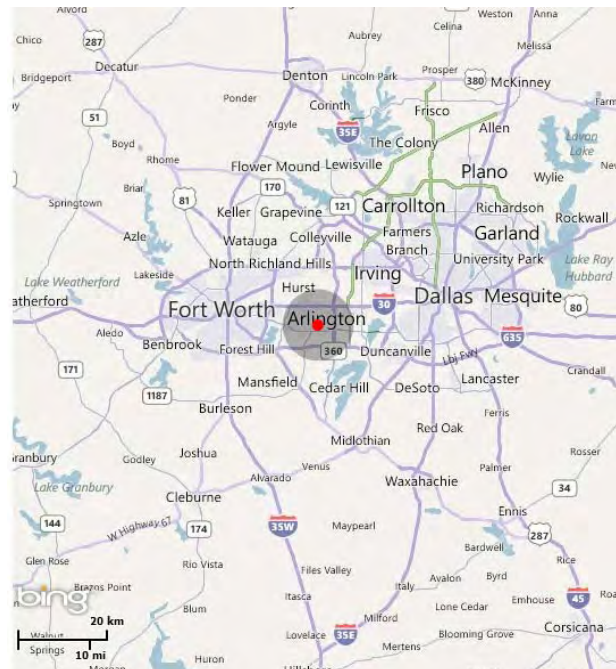 Alvord
Celina
Weston
Anna
Chico
287
Aubrey
Melissa
Decatur
Bridgeport
Denton
Lincoln Park
Prosper
380
McKinney
Ponder
Corinth
Frisco
51
Argyle
35E
Allen
Boyd
The Colony
Lavon
Lake
Rhome
Flower Mound
Lewisville
Plano
Wylie
Briar
170
81
121
Carrollton
Richardson
Springtown
Keller
Grapevine
Rockwall
Azle
Watauga
Colleyville
Farmers
Branch
Garland
North Richland Hills
Irving
University Park
Lake Ray
Hubbard
Lakeside
Lake Weatherford
Hurst
30
Dallas
Mesquite
80
atherford
Fort Worth
Arlington
Aledo
Benbrook
Forest Hill
360
Duncanville
Lbj Fwy
635
171
Mansfield
Cedar Hill
DeSoto
Lancaster
Crandall
1187
Burleson
Ferris
Red Oak
Midlothian
Rosser
Granbury
Godley
Joshua
Venus
Palmer
Lake Granbury
Alvarado
Waxahachie
34
Cleburne
144
W Highway 67
174
35W
Maypearl
Ennis
287
Bardwell
Glen Rose
Rio Vista
Files Valley
Rice
Brazos Point
Italy
Avalon
Byrd
bing
Itasca
Lone Cedar
Emhouse
45
20 km
Blum
Milford
Corsicana
Walnut
Springs
10 mi
Lovelace
35E
Mertens
Blooming Grove
Huron